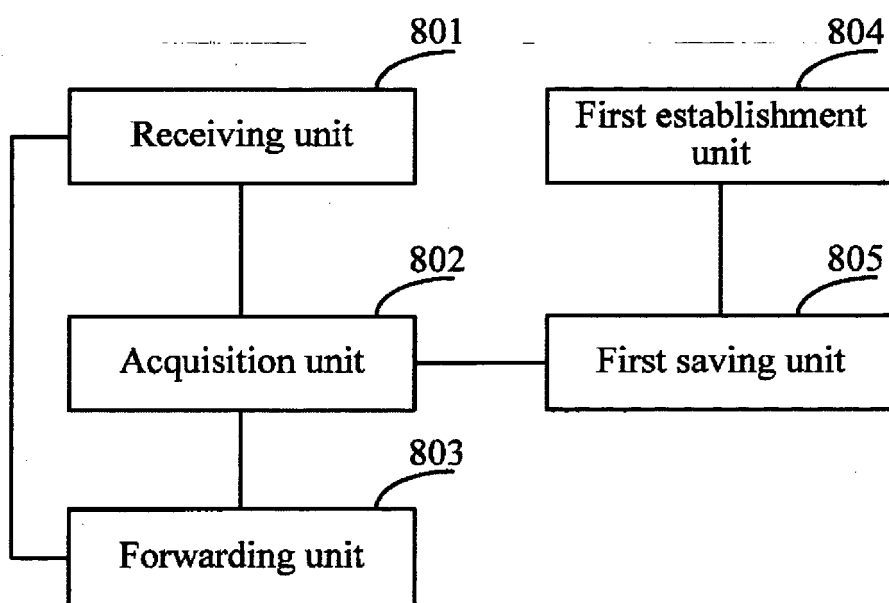 801
804
Receiving unit
First establishment
unit
802
805
Acquisition unit
First saving unit
803
Forwarding unit